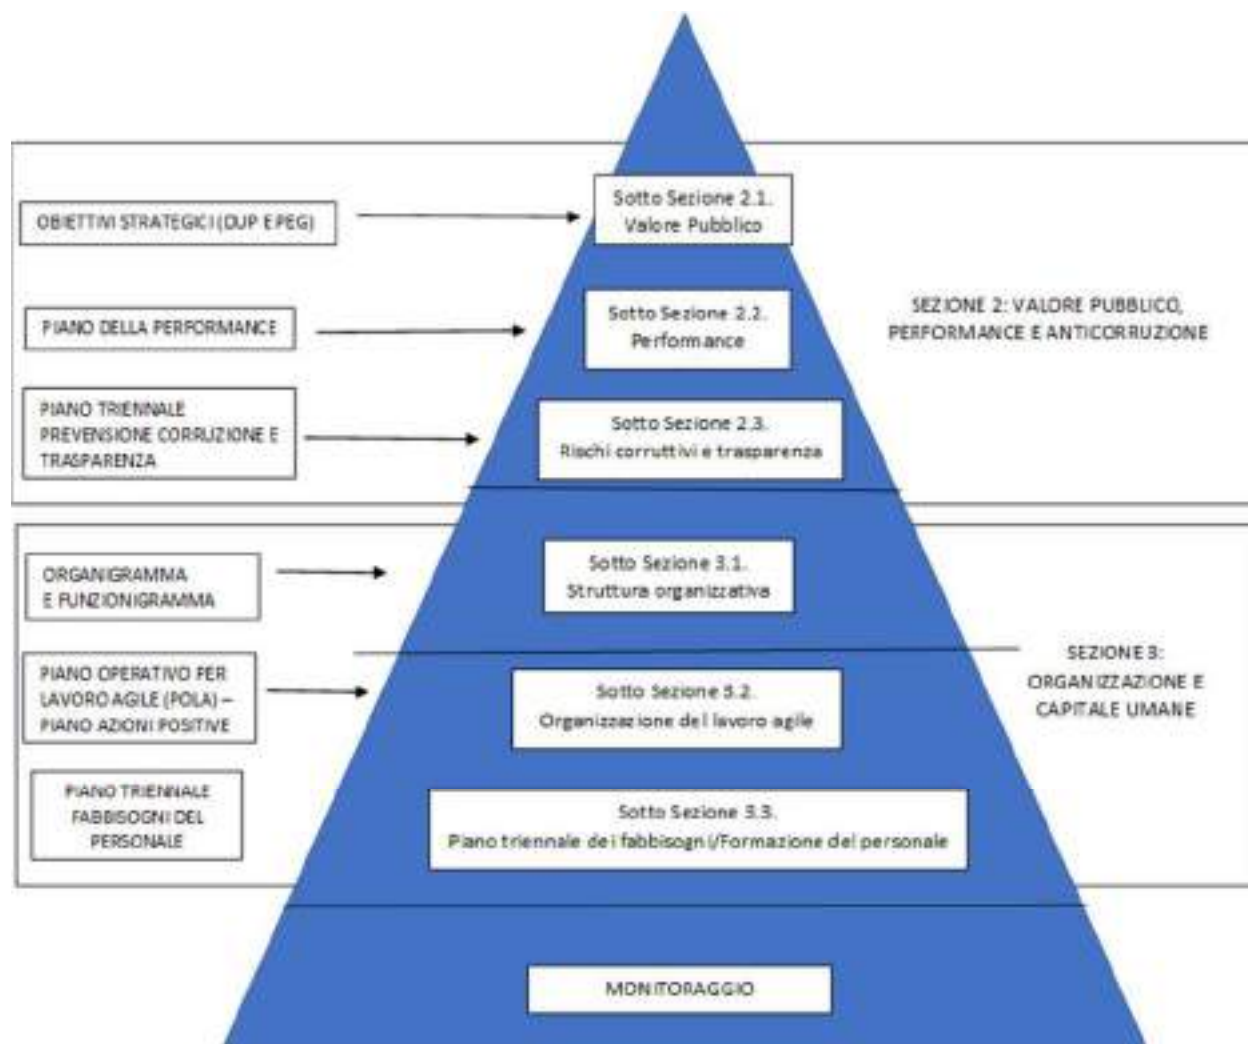 OBIETTIVI STRATEGICI (DUP E PEG)
Sotto Sezione 2.1.
Valore Pubblico
PIANO DELLA PERFORMANCE
Sotto Sezione 2.2.
Performance
SEZIONE 2: VALORE PUBBLICO,
PERFORMANCE E ANTICORRUZIONE
PIANO TRIENNALE
PREVENSIONE CORRUZIONE E
TRASPARENZA
Sotto Sezione 2.3.
Rischi corruttivi e trasparenza
ORGANIGRAMMA
E FUNZIONIGRAMMA
Sotto Sezione 3.1.
Struttura organizzativa
PIANO OPERATIVO PER
LAVORO AGILE (POLA) –
PIANO AZIONI POSITIVE
Sotto Sezione 3.2.
Organizzazione del lavoro agile
SEZIONE 3:
ORGANIZZAZIONE E
CAPITALE UMANE
PIANO TRIENNALE
FABBISOGNI DEL
PERSONALE
Sotto Sezione 3.3.
Piano triennale dei fabbisogni/Formazione del personale
MONITORAGGIO